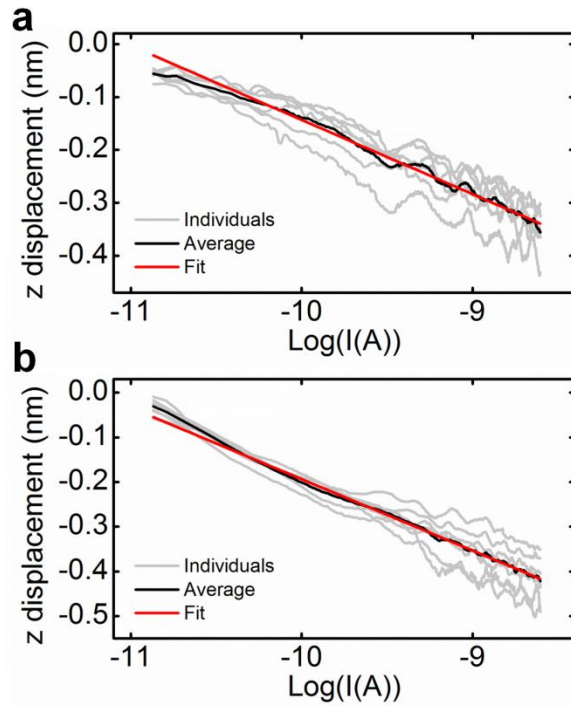 a
z displacement (nm)
0.0
-0.1
-0.2
-0.3
-0.4
Individuals
Average
Fit
-11
-10
-9
Log(I(A))
b
z displacement (nm)
0.0
-0.1
-0.2
-0.3
-0.4
-0.5
Individuals
Average
Fit
-11
-10
-9
Log(I(A))